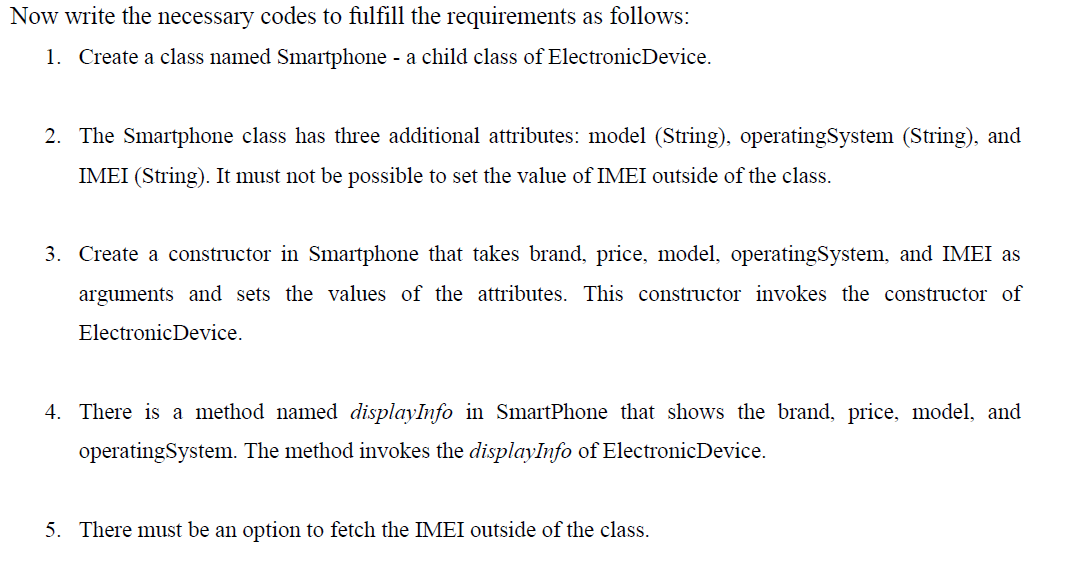 Now write the necessary codes to fulfill the requirements as follows:
1. Create a class named Smartphone - a child class of ElectronicDevice.
2. The Smartphone class has three additional attributes: model (String), operatingSystem (String), and
IMEI (String). It must not be possible to set the value of IMEI outside of the class.
3. Create a constructor in Smartphone that takes brand, price, model, operatingSystem, and IMEI as
arguments and sets the values of the attributes. This constructor invokes the constructor of
ElectronicDevice.
4. There is a method named displayInfo in SmartPhone that shows the brand, price, model, and
operatingSystem. The method invokes the displayInfo of ElectronicDevice.
5. There must be an option to fetch the IMEI outside of the class.